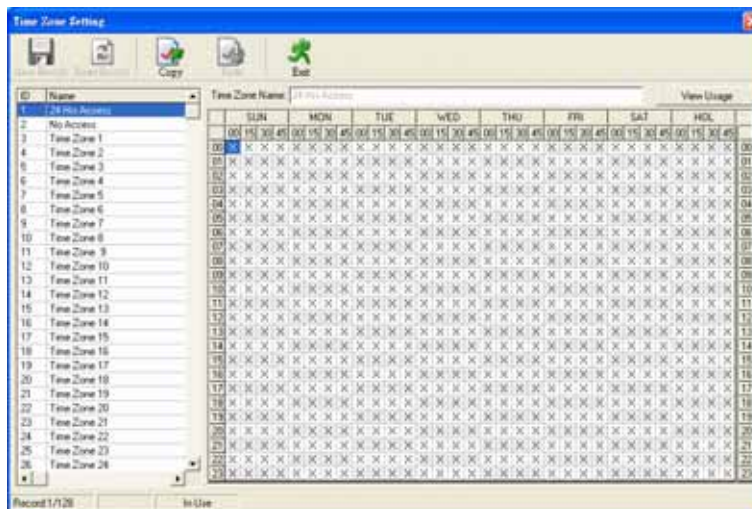 Time Zone Setting
Copy
Exit
ID Name
1 24 Hrs Access
2 No Access
3 Time Zone 1
4 Time Zone 2
5 Time Zone 3
6 Time Zone 4
7 Time Zone 5
8 Time Zone 6
9 Time Zone 7
10 Time Zone 8
11 Time Zone 9
12 Time Zone 10
13 Time Zone 11
14 Time Zone 12
15 Time Zone 13
16 Time Zone 14
17 Time Zone 15
18 Time Zone 16
19 Time Zone 17
20 Time Zone 18
21 Time Zone 19
22 Time Zone 20
23 Time Zone 21
24 Time Zone 22
25 Time Zone 23
26 Time Zone 24
Time Zone Name: 24 Hrs Access
View Usage
SUN MON TUE WED THU FRI SAT HOL
00 15 30 45 00 15 30 45 00 15 30 45 00 15 30 45 00 15 30 45 00 15 30 45 00 15 30 45 00 15 30 45
00
01
02
03
04
05
06
07
08
09
10
11
12
13
14
15
16
17
18
19
20
21
22
23
Record 1/128
In Use